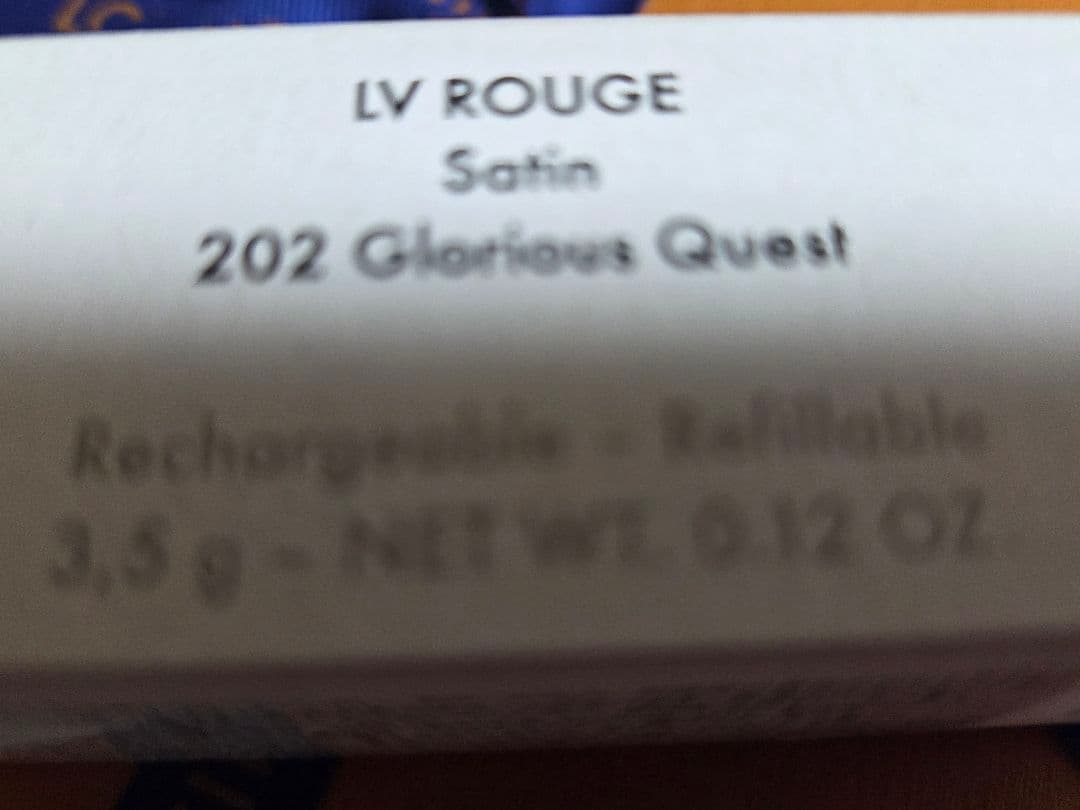 LV ROUGE
Satin
202 Glorious Quest
Rechargeable - Refillable
3,5 g - NET WT. 0.12 OZ.